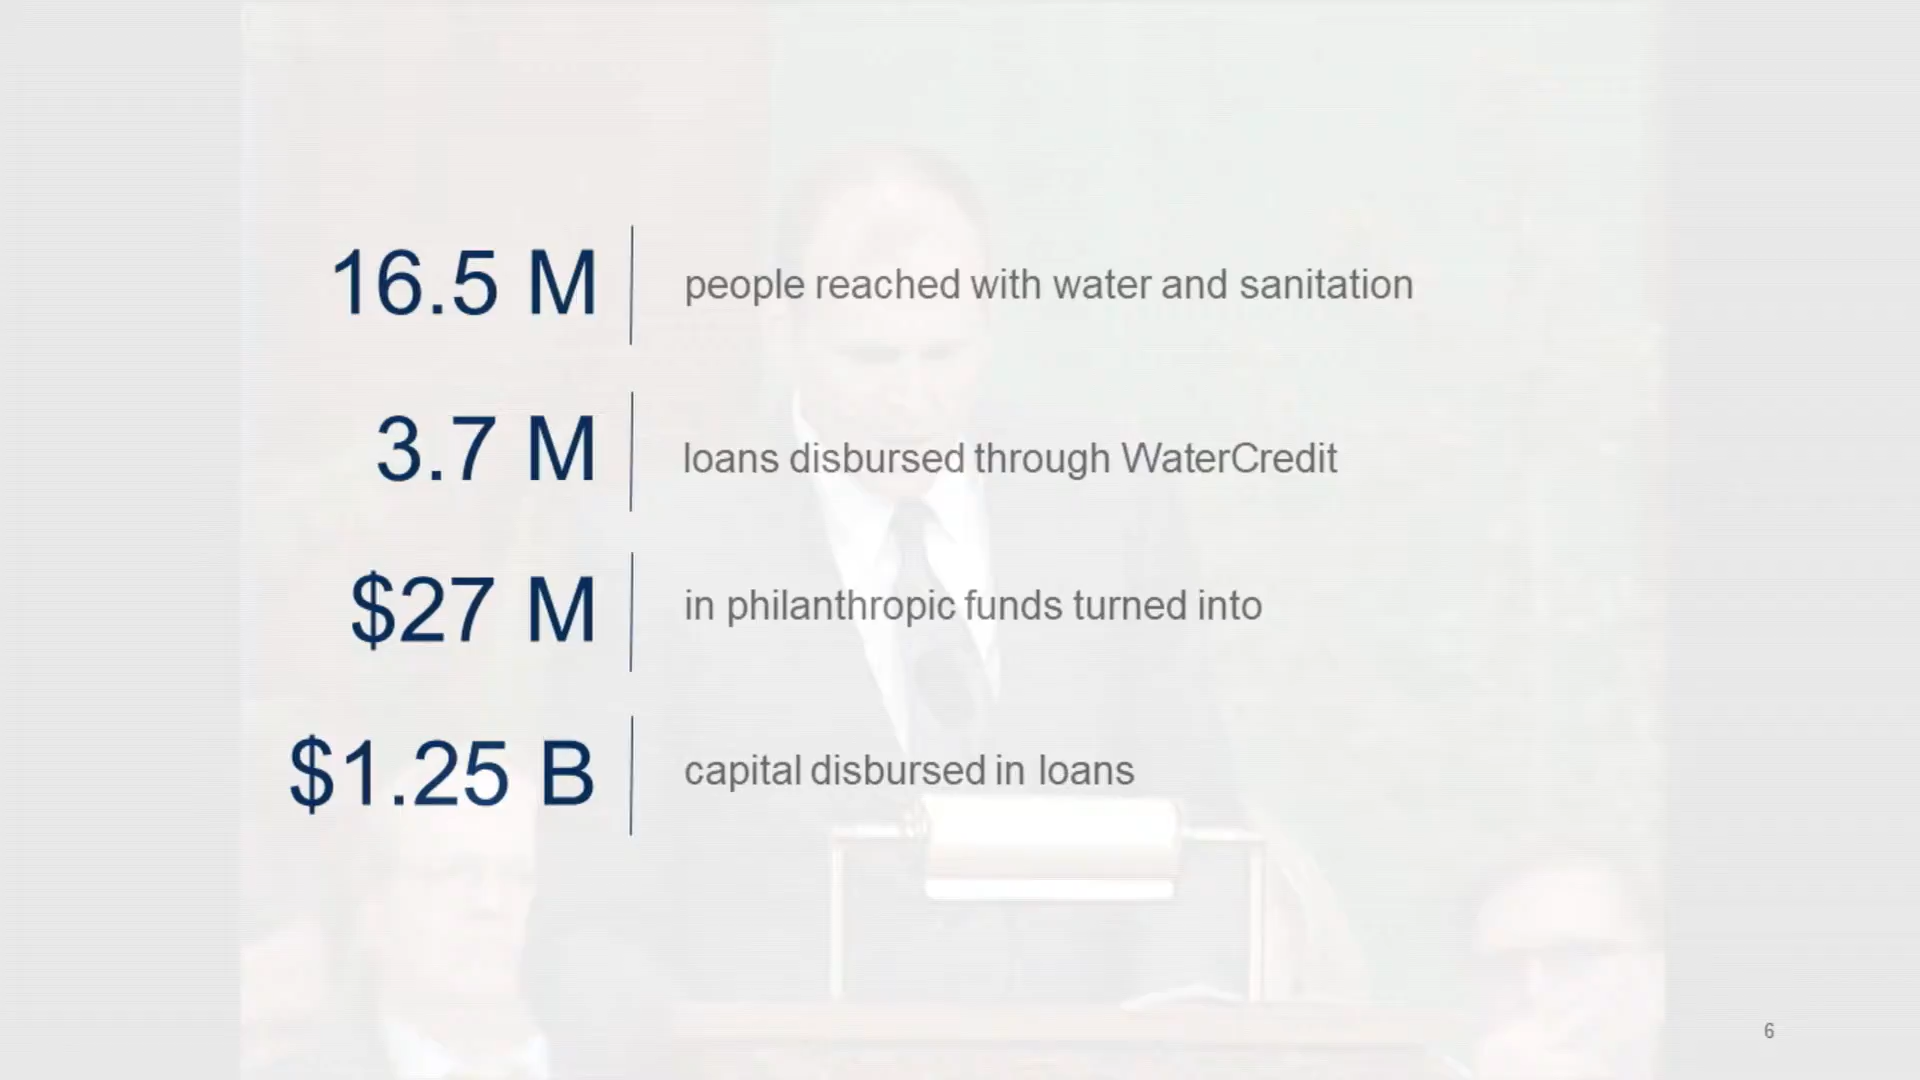 16.5 M people reached with water and sanitation
3.7 M loans disbursed through WaterCredit
$27 M in philanthropic funds turned into
$1.25 B capital disbursed in loans
6